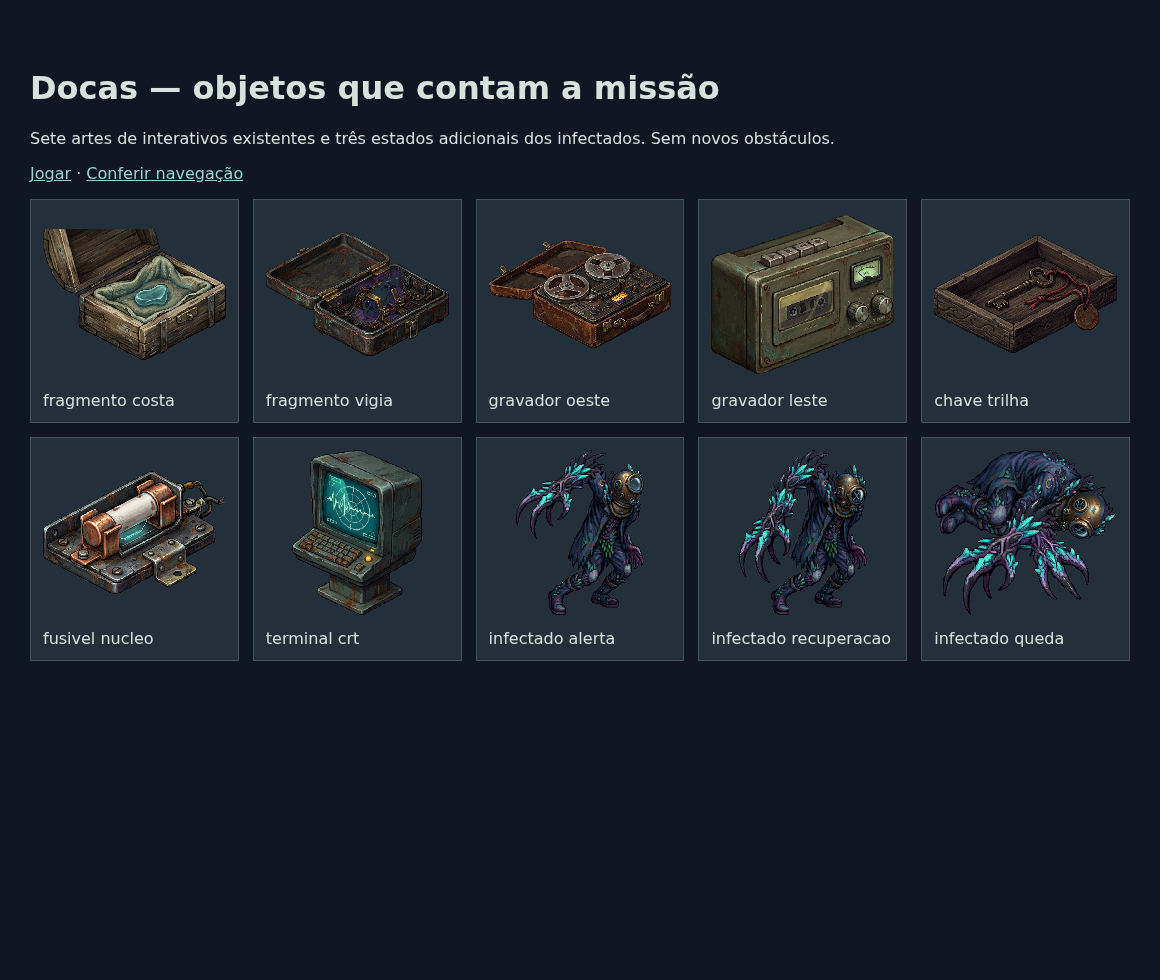 Docas — objetos que contam a missão
Sete artes de interativos existentes e três estados adicionais dos infectados. Sem novos obstáculos.
Jogar · Conferir navegação
fragmento costa
fragmento vigia
gravador oeste
gravador leste
chave trilha
fusivel nucleo
terminal crt
infectado alerta
infectado recuperacao
infectado queda